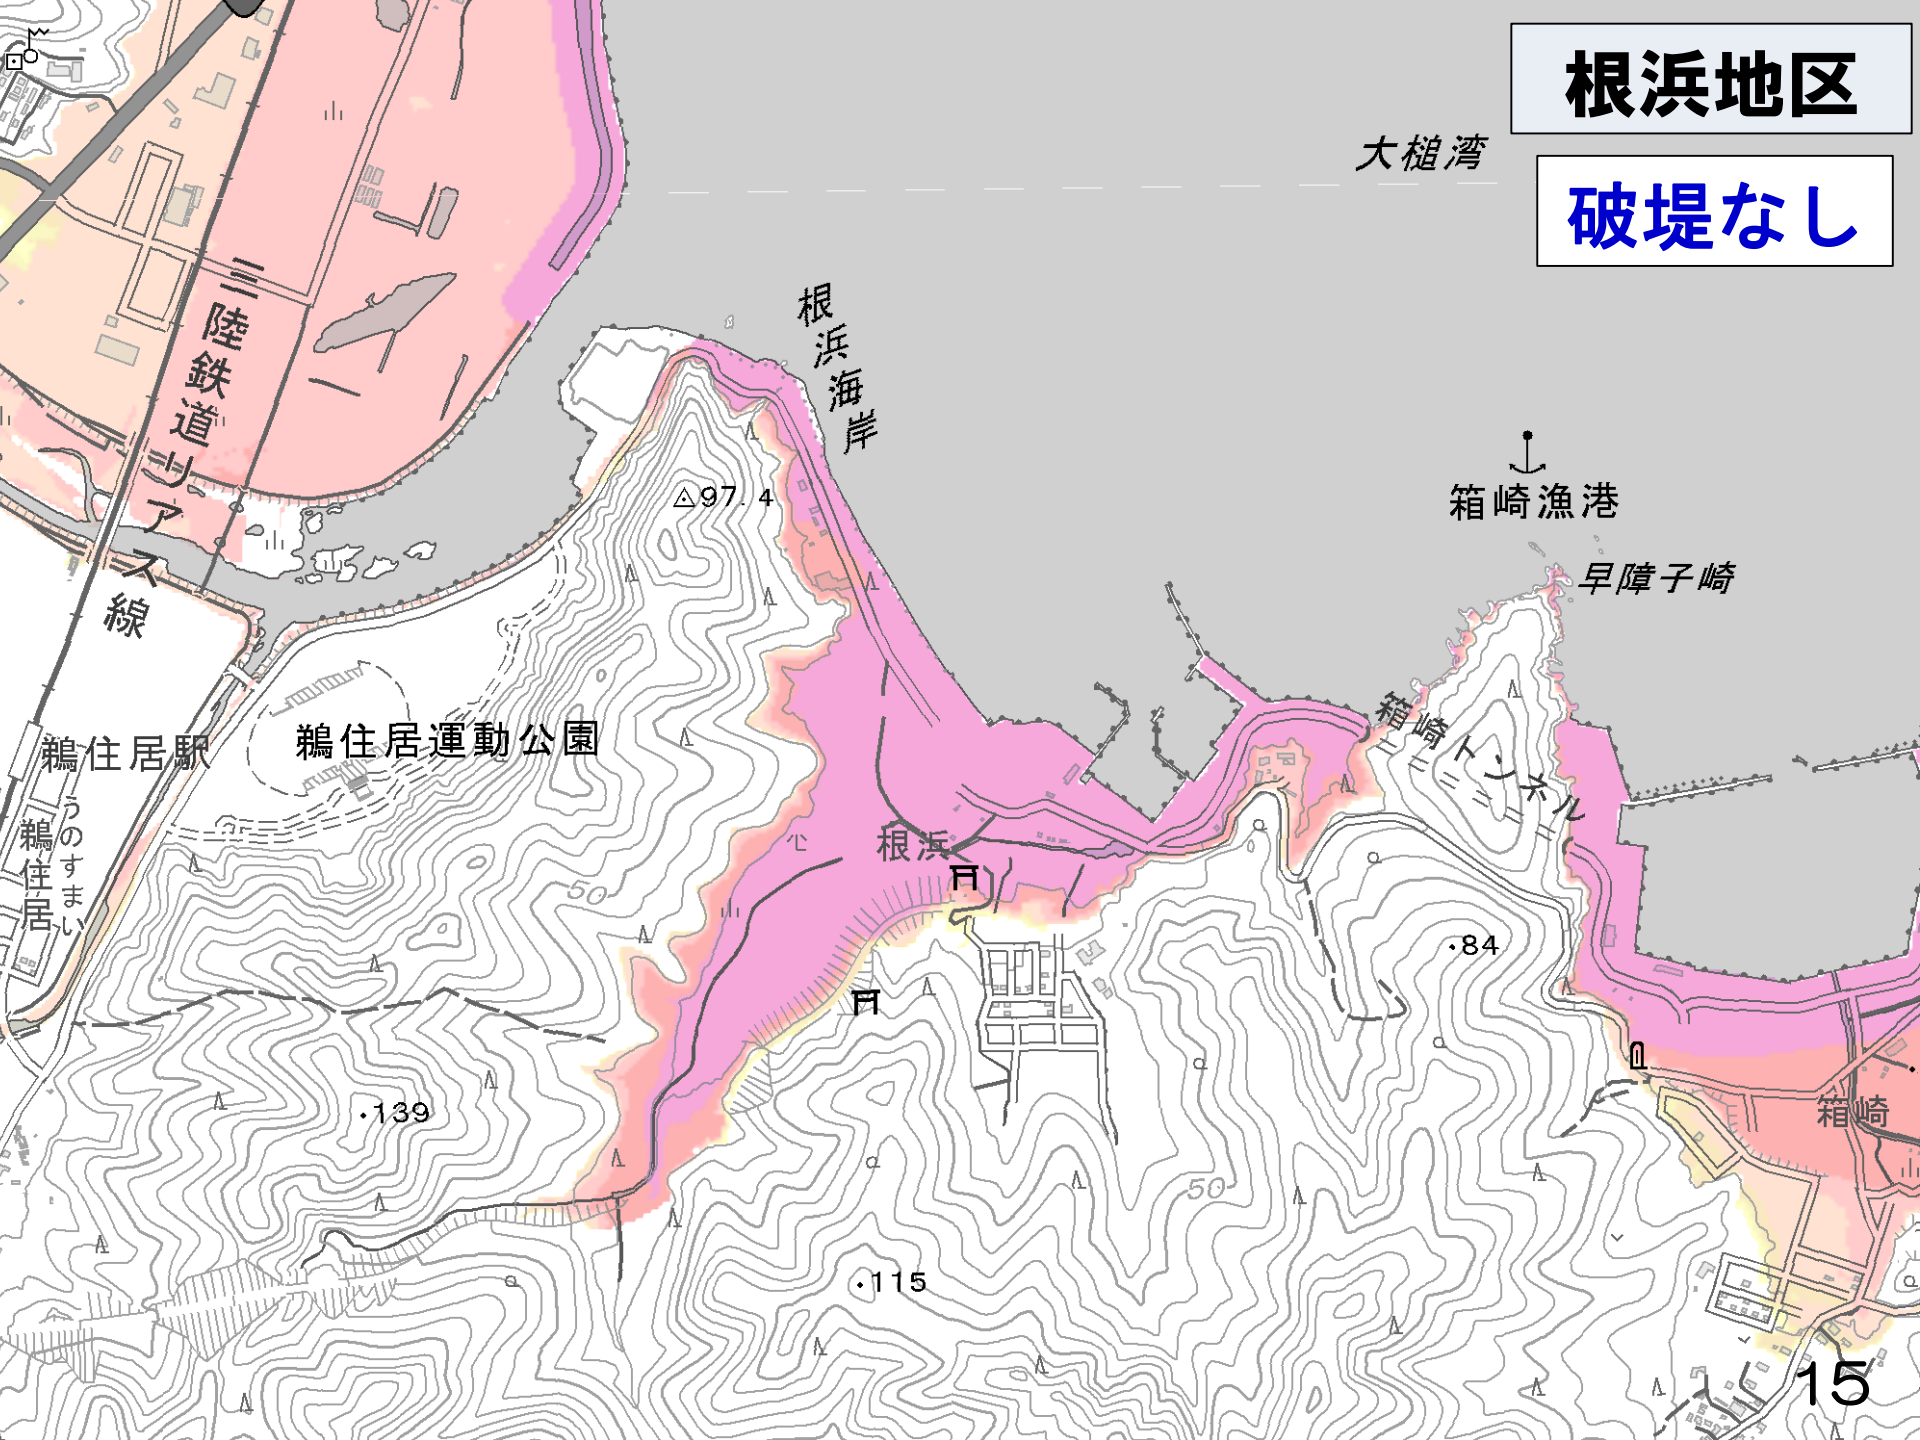 根浜地区
破堤なし
大槌湾
根浜海岸
三陸鉄道リアス線
97.4
箱崎漁港
早障子崎
箱崎トンネル
鵜住居運動公園
鵜住居駅
鵜住居
うのすまい
根浜
50
84
139
箱崎
50
115
15